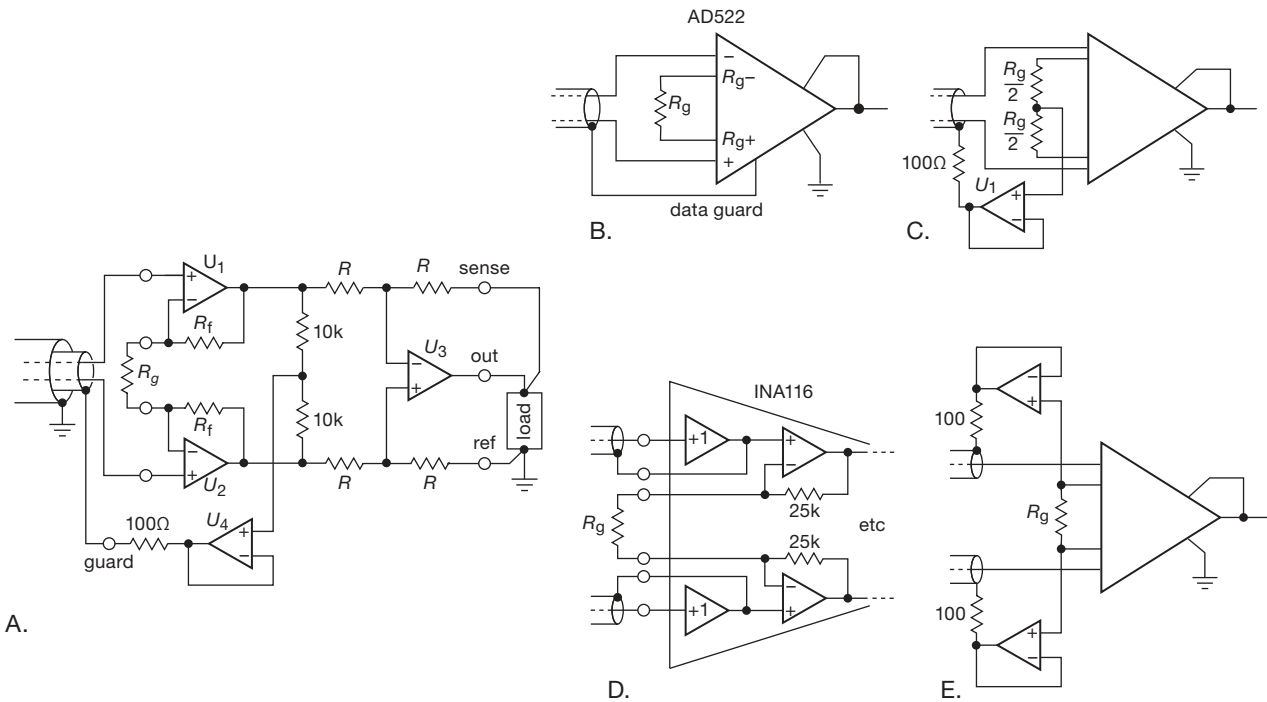 AD522
−
Rg−
Rg
Rg+
+
data guard
B.
Rg
2
Rg
2
100Ω
U1
+
−
C.
U1
+
−
Rf
Rg
Rf
−
+
U2
R
R
sense
10k
10k
U3
−
+
out
load
ref
R
R
100Ω
U4
+
−
guard
A.
INA116
+1
+
−
25k
Rg
etc
25k
+1
−
+
D.
−
+
100
Rg
100
+
−
E.